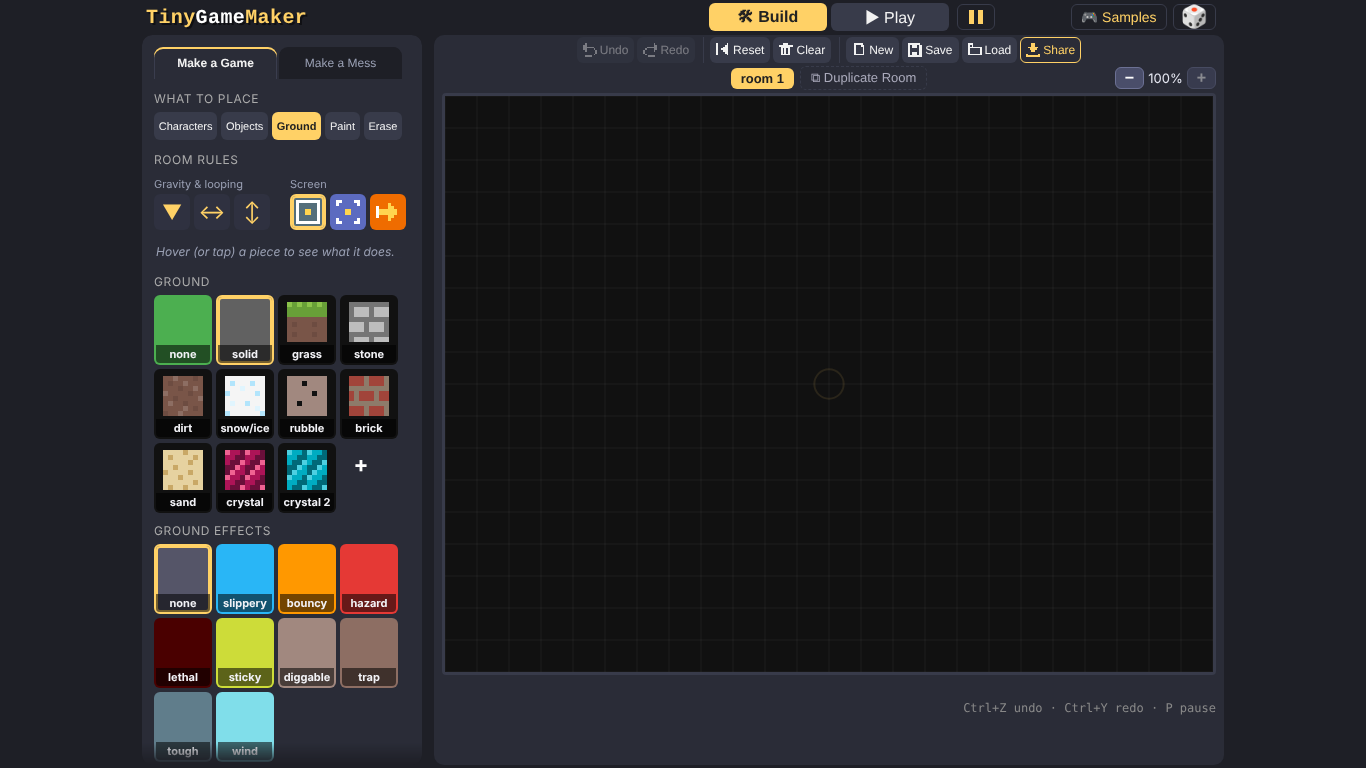 TinyGameMaker
🛠 Build
▶ Play
🎮 Samples
Make a Game
Make a Mess
Undo
Redo
Reset
Clear
New
Save
Load
Share
room 1
⧉ Duplicate Room
− 100% +
WHAT TO PLACE
Characters
Objects
Ground
Paint
Erase
ROOM RULES
Gravity & looping
Screen
Hover (or tap) a piece to see what it does.
GROUND
none
solid
grass
stone
dirt
snow/ice
rubble
brick
sand
crystal
crystal 2
+
GROUND EFFECTS
none
slippery
bouncy
hazard
lethal
sticky
diggable
trap
tough
wind
Ctrl+Z undo · Ctrl+Y redo · P pause